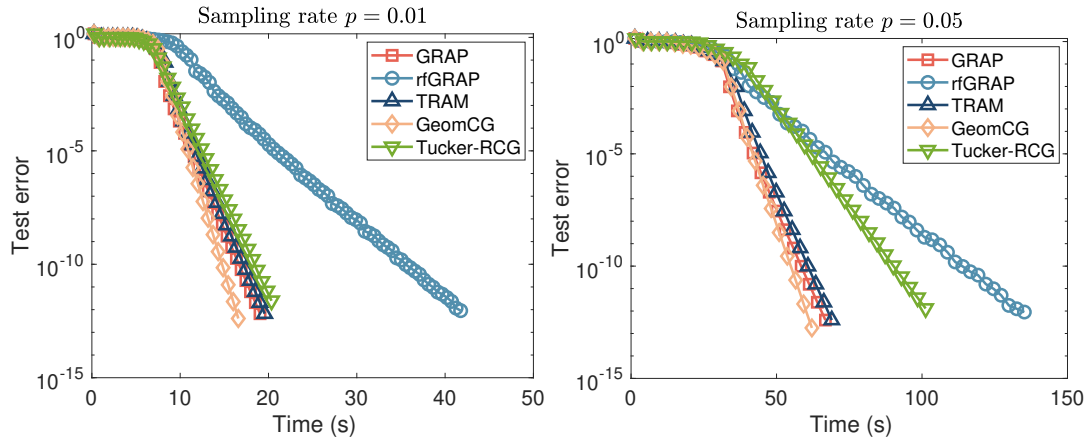 Sampling rate p = 0.01
10^0
10^-5
10^-10
10^-15
Test error
0 10 20 30 40 50
Time (s)
GRAP
rfGRAP
TRAM
GeomCG
Tucker-RCG
Sampling rate p = 0.05
10^0
10^-5
10^-10
10^-15
Test error
0 50 100 150
Time (s)
GRAP
rfGRAP
TRAM
GeomCG
Tucker-RCG